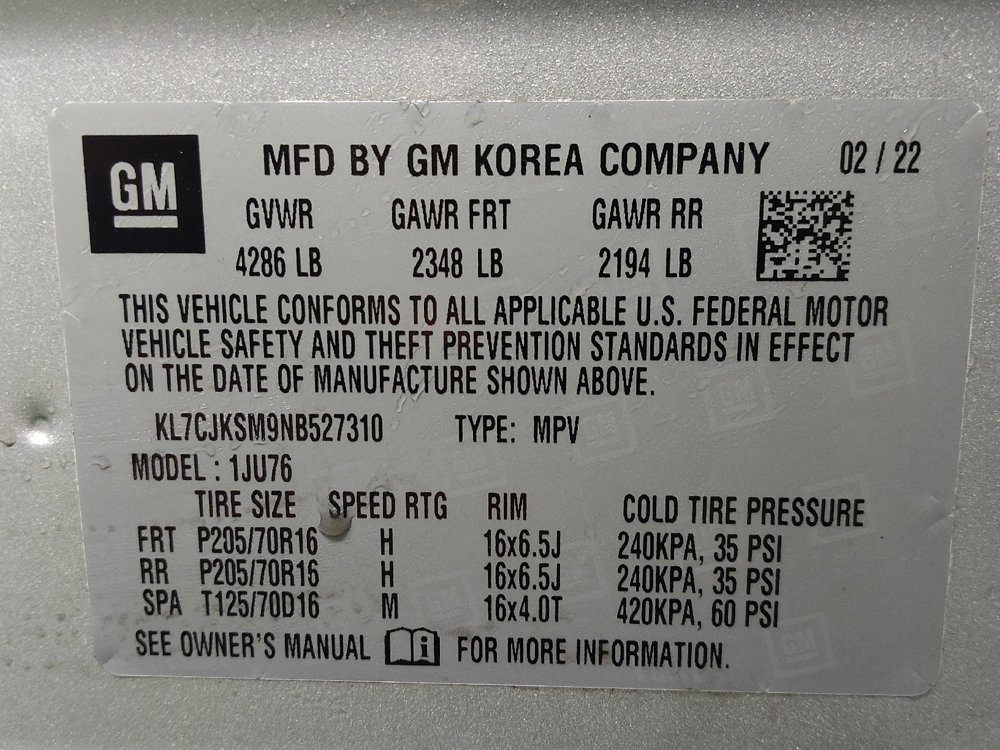 GM
MFD BY GM KOREA COMPANY 02 / 22
GVWR GAWR FRT GAWR RR
4286 LB 2348 LB 2194 LB
THIS VEHICLE CONFORMS TO ALL APPLICABLE U.S. FEDERAL MOTOR
VEHICLE SAFETY AND THEFT PREVENTION STANDARDS IN EFFECT
ON THE DATE OF MANUFACTURE SHOWN ABOVE.
KL7CJKSM9NB527310 TYPE: MPV
MODEL : 1JU76
TIRE SIZE SPEED RTG RIM COLD TIRE PRESSURE
FRT P205/70R16 H 16x6.5J 240KPA, 35 PSI
RR P205/70R16 H 16x6.5J 240KPA, 35 PSI
SPA T125/70D16 M 16x4.0T 420KPA, 60 PSI
SEE OWNER'S MANUAL i FOR MORE INFORMATION.